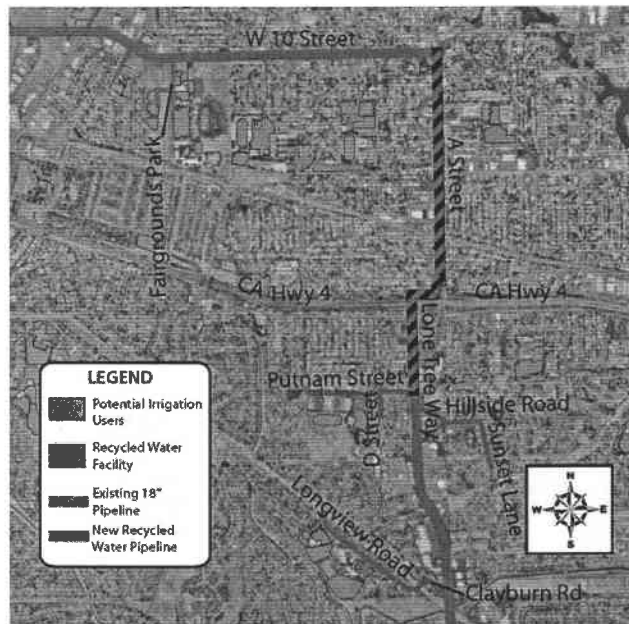 W 10 Street
Fairgrounds Park
A Street
CA Hwy 4
CA Hwy 4
Lone Tree Way
Putnam Street
D Street
Hillside Road
Sunset Lane
Longview Road
Clayburn Rd
LEGEND
Potential Irrigation
Users
Recycled Water
Facility
Existing 18"
Pipeline
New Recycled
Water Pipeline
N
W
E
S